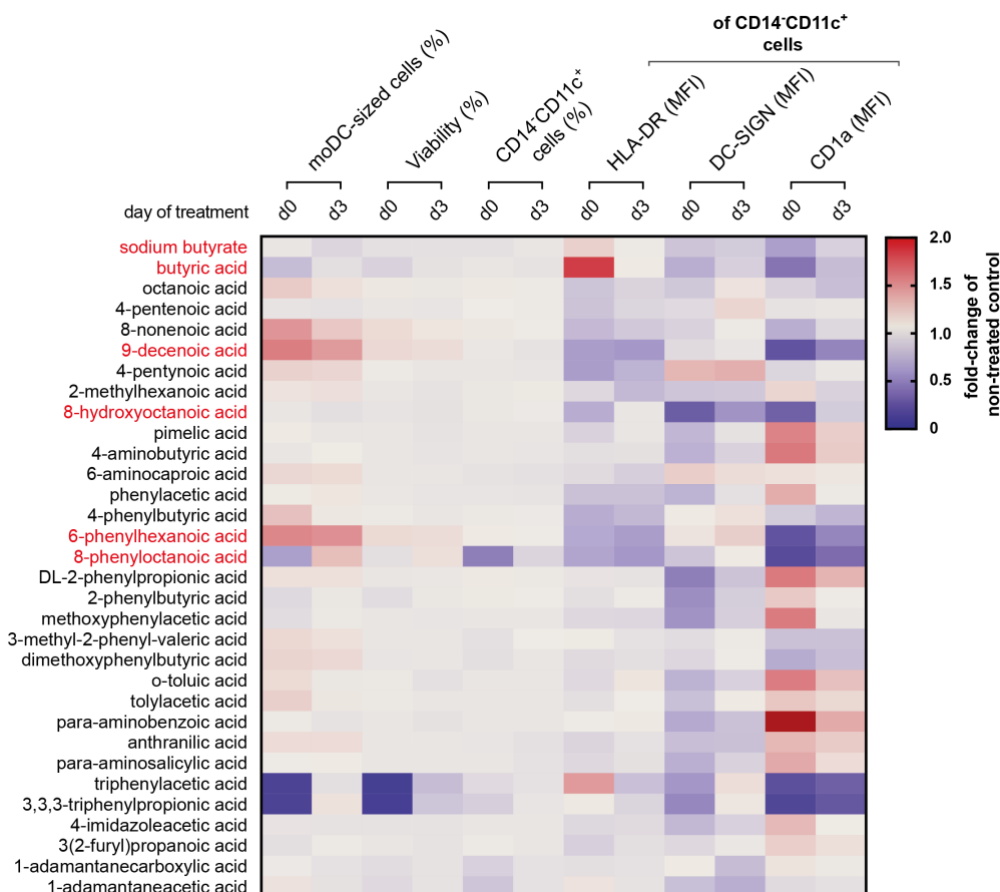 of CD14-CD11c+
cells
moDC-sized cells (%)
Viability (%)
CD14-CD11c+
cells (%)
HLA-DR (MFI)
DC-SIGN (MFI)
CD1a (MFI)
day of treatment d0 d3 d0 d3 d0 d3 d0 d3 d0 d3 d0 d3
sodium butyrate
butyric acid
octanoic acid
4-pentenoic acid
8-nonenoic acid
9-decenoic acid
4-pentynoic acid
2-methylhexanoic acid
8-hydroxyoctanoic acid
pimelic acid
4-aminobutyric acid
6-aminocaproic acid
phenylacetic acid
4-phenylbutyric acid
6-phenylhexanoic acid
8-phenyloctanoic acid
DL-2-phenylpropionic acid
2-phenylbutyric acid
methoxyphenylacetic acid
3-methyl-2-phenyl-valeric acid
dimethoxyphenylbutyric acid
o-toluic acid
tolylacetic acid
para-aminobenzoic acid
anthranilic acid
para-aminosalicylic acid
triphenylacetic acid
3,3,3-triphenylpropionic acid
4-imidazoleacetic acid
3(2-furyl)propanoic acid
1-adamantanecarboxylic acid
1-adamantaneacetic acid
2.0
1.5
1.0
0.5
0
fold-change of
non-treated control